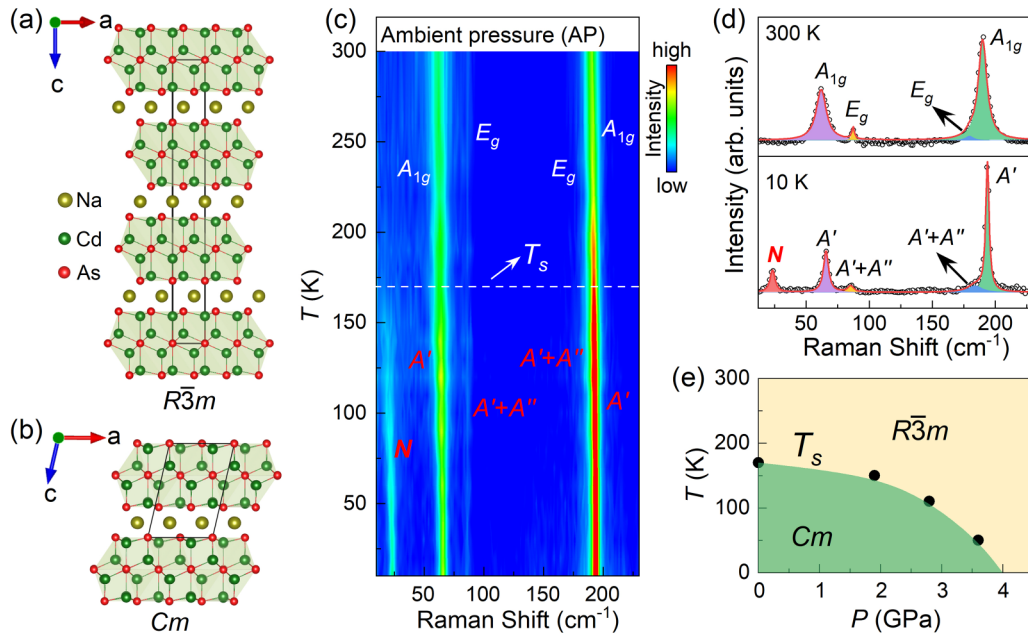 (a)
a
c
Na
Cd
As
R3̅m
(b)
a
c
Cm
(c)
Ambient pressure (AP)
high
Intensity
low
T (K)
300
250
200
150
100
50
A1g
Eg
Eg
A1g
Ts
A′
A′+A″
A′+A″
A′
N
50
100
150
200
Raman Shift (cm-1)
(d)
300 K
A1g
Eg
Eg
A1g
10 K
N
A′
A′+A″
A′+A″
A′
Intensity (arb. units)
50
100
150
200
Raman Shift (cm-1)
(e)
300
200
100
0
T (K)
Ts
R3̅m
Cm
0
1
2
3
4
P (GPa)